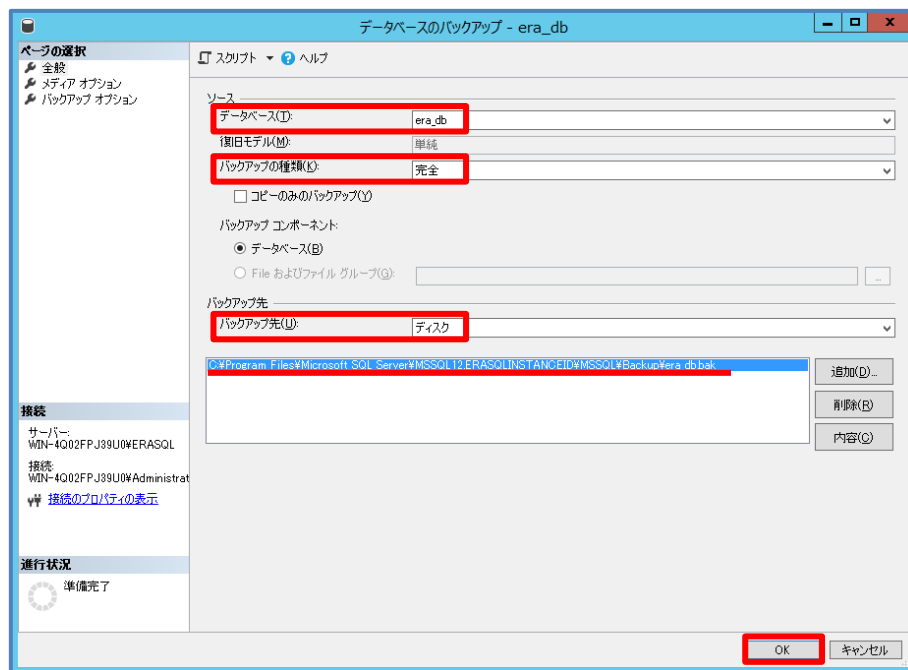 データベースのバックアップ - era_db
ページの選択
全般
メディア オプション
バックアップ オプション
スクリプト
ヘルプ
ソース
データベース(T):
era_db
復旧モデル(M):
単純
バックアップの種類(K):
完全
コピーのみのバックアップ(Y)
バックアップ コンポーネント:
データベース(B)
File およびファイル グループ(G):
...
バックアップ先
バックアップ先(U):
ディスク
C:¥Program Files¥Microsoft SQL Server¥MSSQL12.ERASQLINSTANCEID¥MSSQL¥Backup¥era_db.bak
追加(D)...
削除(R)
内容(C)
接続
サーバー:
WIN-4Q02FPJ39U0¥ERASQL
接続:
WIN-4Q02FPJ39U0¥Administrat
接続のプロパティの表示
進行状況
準備完了
OK
キャンセル